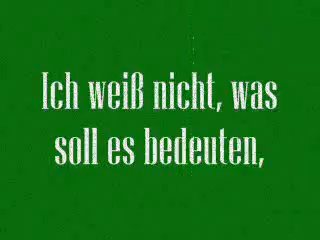 Ich weiß nicht, was
soll es bedeuten,